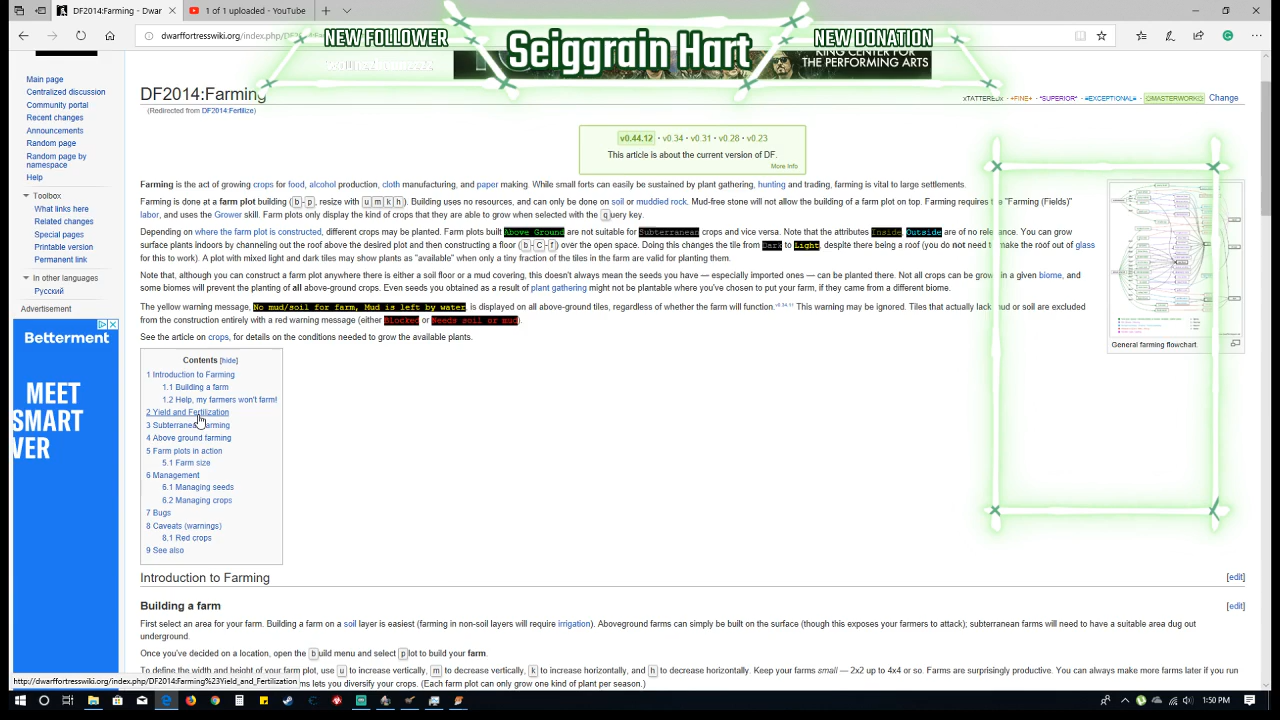 DF2014:Farming - Dwar
1 of 1 uploaded - YouTube
dwarffortresswiki.org/index.php/DF2014:
NEW FOLLOWER
Seiggrain Hart
NEW DONATION
KING CENTER FOR
THE PERFORMING ARTS
Main page
Centralized discussion
Community portal
Recent changes
Announcements
Random page
Random page by
namespace
Help
Toolbox
What links here
Related changes
Special pages
Printable version
Permanent link
In other languages
Русский
Advertisement
Betterment
MEET
SMART
VER
DF2014:Farming
(Redirected from DF2014:Fertilize)
xTATTEREDx · +FINE+ · *SUPERIOR* · ≡EXCEPTIONAL≡ · ☼MASTERWORK☼ Change
v0.44.12 • v0.34 • v0.31 • v0.28 • v0.23
This article is about the current version of DF.
More Info
Farming is the act of growing crops for food, alcohol production, cloth manufacturing, and paper making. While small forts can easily be sustained by plant gathering, hunting and trading, farming is vital to large settlements.
Farming is done at a farm plot building (b-p, resize with u m k h). Building uses no resources, and can only be done on soil or muddied rock. Mud-free stone will not allow the building of a farm plot on top. Farming requires the "Farming (Fields)"
labor, and uses the Grower skill. Farm plots only display the kind of crops that they are able to grow when selected with the query key.
Depending on where the farm plot is constructed, different crops may be planted. Farm plots built Above Ground are not suitable for Subterranean crops and vice versa. Note that the attributes Inside Outside are of no relevance. You can grow
surface plants indoors by channeling out the roof above the desired plot and then constructing a floor (b-C-f) over the open space. Doing this changes the tile from Dark to Light, despite there being a roof (you do not need to make the roof out of glass
for this to work). A plot with mixed light and dark tiles may show plants as "available" when only a tiny fraction of the tiles in the farm are valid for planting them.
Note that, although you can construct a farm plot anywhere there is either a soil floor or a mud covering, this doesn't always mean the seeds you have — especially imported ones — can be planted there. Not all crops can be grown in a given biome, and
some biomes will prevent the planting of all above-ground crops. Even seeds you obtained as a result of plant gathering might not be plantable where you've chosen to put your farm, if they came from a different biome.
The yellow warning message, No mud/soil for farm, Mud is left by water, is displayed on all above-ground tiles, regardless of whether the farm will function. This warning may be ignored. Tiles that actually lack mud or soil are excluded
from the construction entirely with a red warning message (either Blocked or Needs soil or mud).
See the article on crops, for details on the conditions needed to grow the available plants.
General farming flowchart.
Contents [hide]
1 Introduction to Farming
1.1 Building a farm
1.2 Help, my farmers won't farm!
2 Yield and Fertilization
3 Subterranean farming
4 Above ground farming
5 Farm plots in action
5.1 Farm size
6 Management
6.1 Managing seeds
6.2 Managing crops
7 Bugs
8 Caveats (warnings)
8.1 Red crops
9 See also
Introduction to Farming [edit]
Building a farm [edit]
First select an area for your farm. Building a farm on a soil layer is easiest (farming in non-soil layers will require irrigation). Aboveground farms can simply be built on the surface (though this exposes your farmers to attack); subterranean farms will need to have a suitable area dug out
underground.
Once you've decided on a location, open the build menu and select plot to build your farm.
To define the width and height of your farm plot, use u to increase vertically, m to decrease vertically, k to increase horizontally, and h to decrease horizontally. Keep your farms small — 2x2 up to 4x4 or so. Farms are surprisingly productive. You can always make more farms later if you run
ms lets you diversify your crops. (Each farm plot can only grow one kind of plant per season.)
http://dwarffortresswiki.org/index.php/DF2014:Farming%23Yield_and_Fertilization
1:50 PM